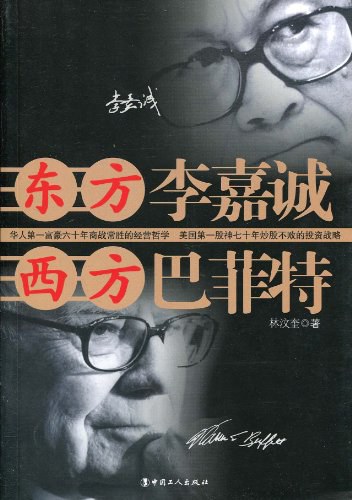 李嘉诚
东方李嘉诚
华人第一富豪六十年商战常胜的经营哲学 美国第一股神七十年炒股不败的投资战略
西方巴菲特
林汶奎◎著
Warren E Buffett
中国工人出版社